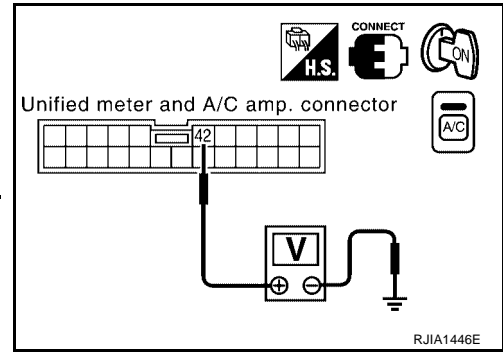 CONNECT
H.S.
ON
Unified meter and A/C amp. connector
A/C
42
V
RJIA1446E